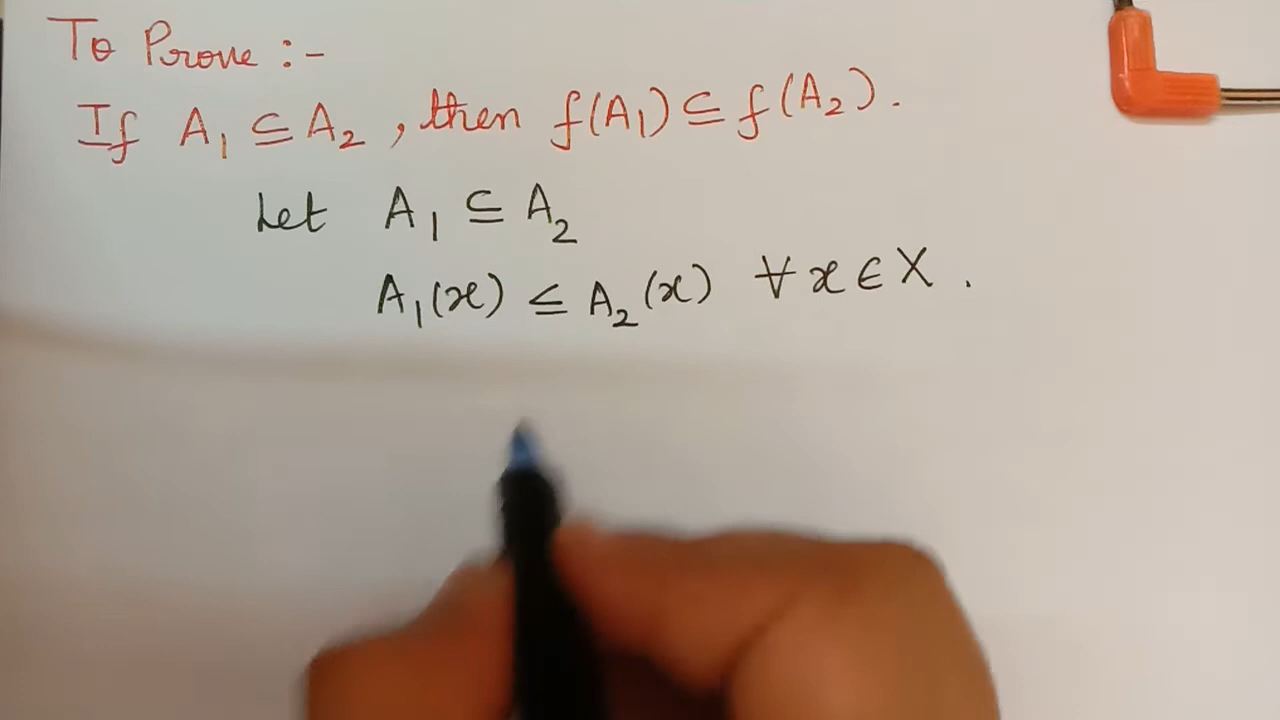 To Prove :-
If A₁ ⊆ A₂ , then f(A₁) ⊆ f(A₂) .
Let A₁ ⊆ A₂
A₁(x) ≤ A₂(x) ∀ x ∈ X .